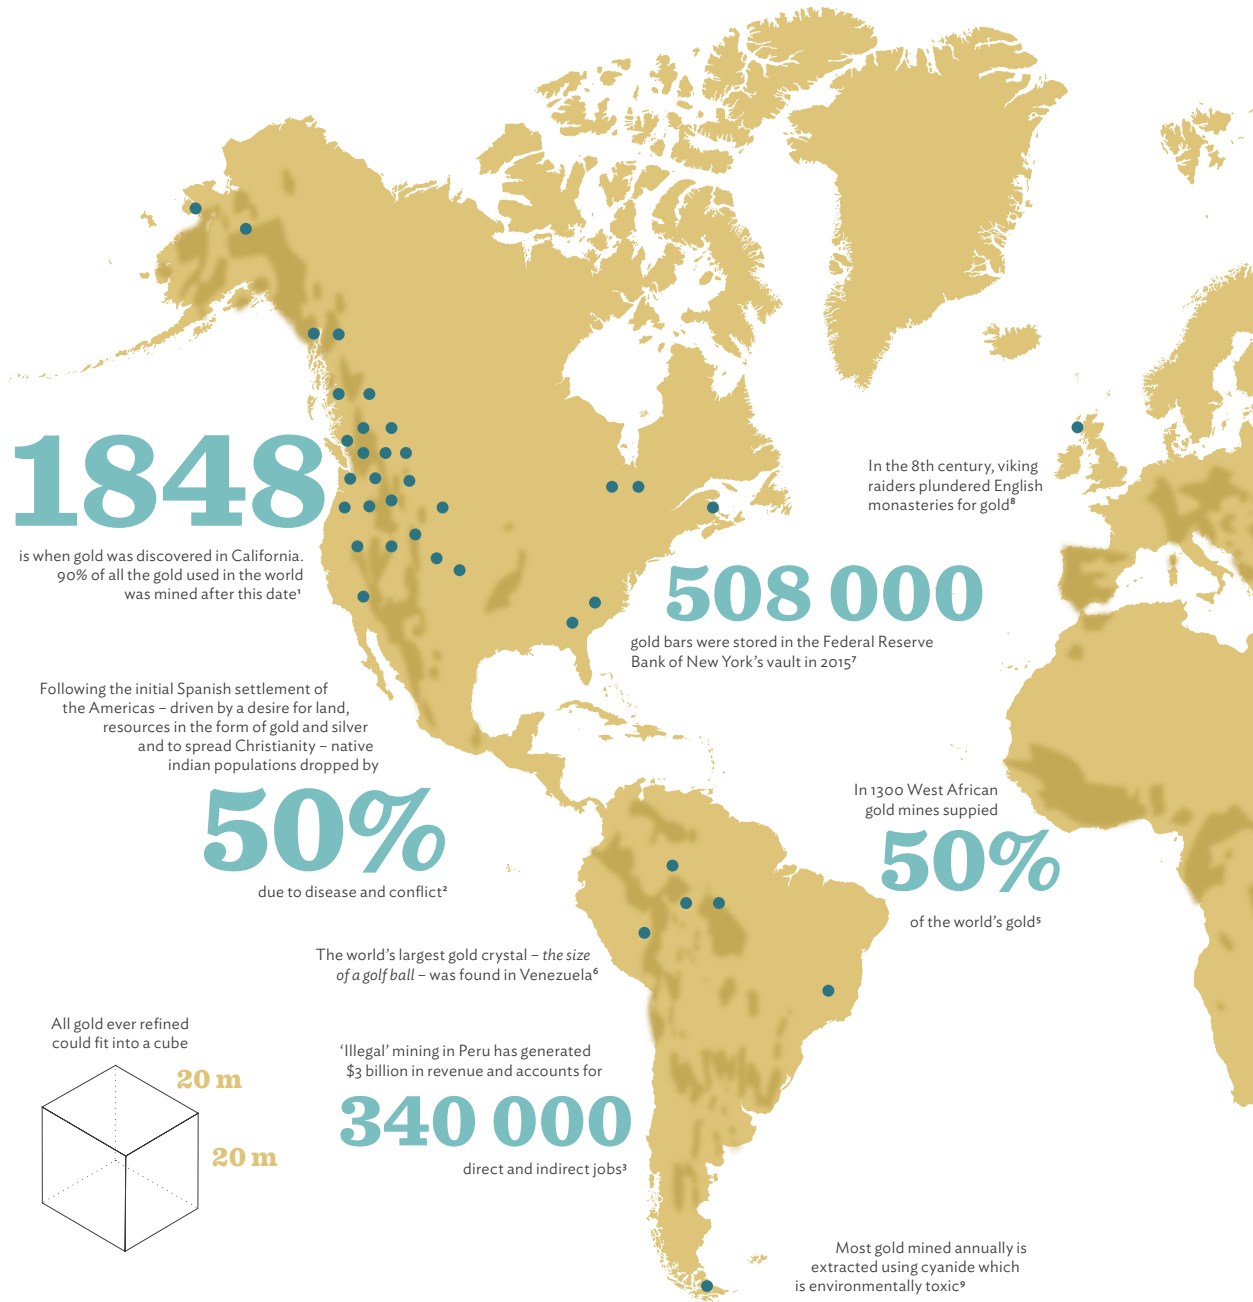 1848
is when gold was discovered in California.
90% of all the gold used in the world
was mined after this date¹
In the 8th century, viking
raiders plundered English
monasteries for gold⁸
508 000
gold bars were stored in the Federal Reserve
Bank of New York’s vault in 2015⁷
Following the initial Spanish settlement of
the Americas – driven by a desire for land,
resources in the form of gold and silver
and to spread Christianity – native
indian populations dropped by
50%
due to disease and conflict²
In 1300 West African
gold mines suppied
50%
of the world’s gold⁵
The world’s largest gold crystal – the size
of a golf ball – was found in Venezuela⁶
All gold ever refined
could fit into a cube
20 m
20 m
‘Illegal’ mining in Peru has generated
$3 billion in revenue and accounts for
340 000
direct and indirect jobs³
Most gold mined annually is
extracted using cyanide which
is environmentally toxic⁹